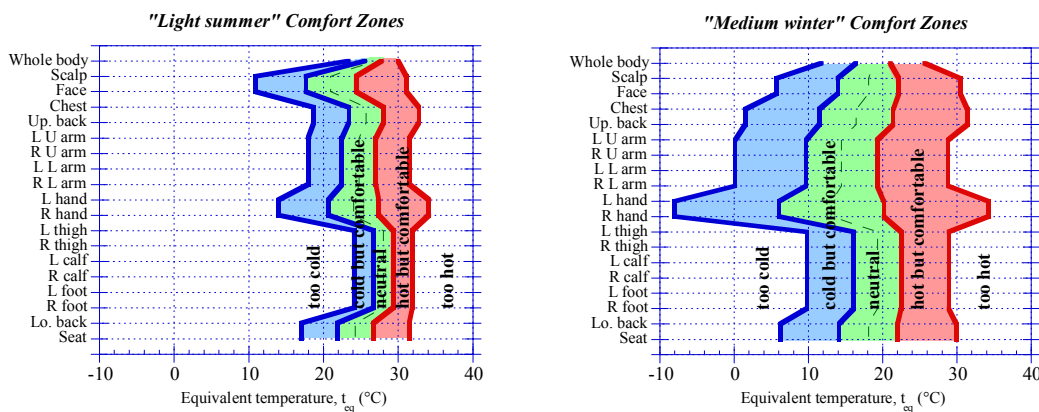 "Light summer" Comfort Zones
Whole body
Scalp
Face
Chest
Up. back
L U arm
R U arm
L L arm
R L arm
L hand
R hand
L thigh
R thigh
L calf
R calf
L foot
R foot
Lo. back
Seat
too cold
cold but comfortable
neutral
hot but comfortable
too hot
-10 0 10 20 30 40
Equivalent temperature, t_eq (°C)
"Medium winter" Comfort Zones
Whole body
Scalp
Face
Chest
Up. back
L U arm
R U arm
L L arm
R L arm
L hand
R hand
L thigh
R thigh
L calf
R calf
L foot
R foot
Lo. back
Seat
too cold
cold but comfortable
neutral
hot but comfortable
too hot
-10 0 10 20 30 40
Equivalent temperature, t_eq (°C)